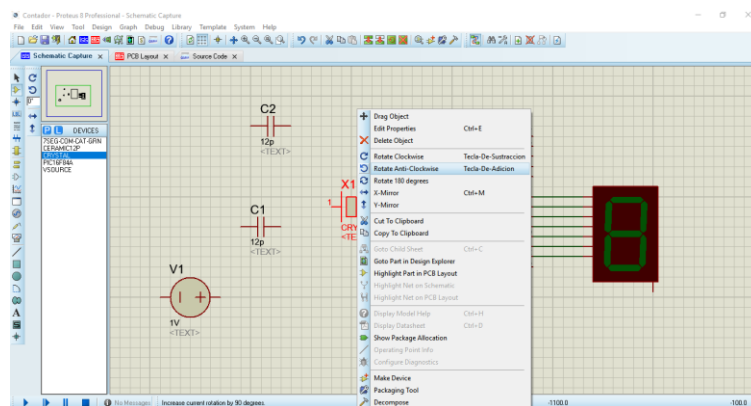 Contador - Proteus 8 Professional - Schematic Capture
File Edit View Tool Design Graph Debug Library Template System Help
Schematic Capture x PCB Layout x Source Code x
0°
P L DEVICES
7SEG-COM-CAT-GRN
CERAMIC12P
CRYSTAL
PIC16F84A
VSOURCE
C2
12p
<TEXT>
X1
1
CRY
<TE
C1
12p
<TEXT>
V1
1V
<TEXT>
Drag Object
Edit Properties Ctrl+E
Delete Object
Rotate Clockwise Tecla-De-Sustraccion
Rotate Anti-Clockwise Tecla-De-Adicion
Rotate 180 degrees
X-Mirror Ctrl+M
Y-Mirror
Cut To Clipboard
Copy To Clipboard
Goto Child Sheet Ctrl+C
Goto Part in Design Explorer
Highlight Part in PCB Layout
Highlight Net on Schematic
Highlight Net on PCB Layout
Display Model Help Ctrl+H
Display Datasheet Ctrl+D
Show Package Allocation
Operating Point Info
Configure Diagnostics
Make Device
Packaging Tool
Decompose
No Messages Increase current rotation by 90 degrees. -1100.0 -100.0